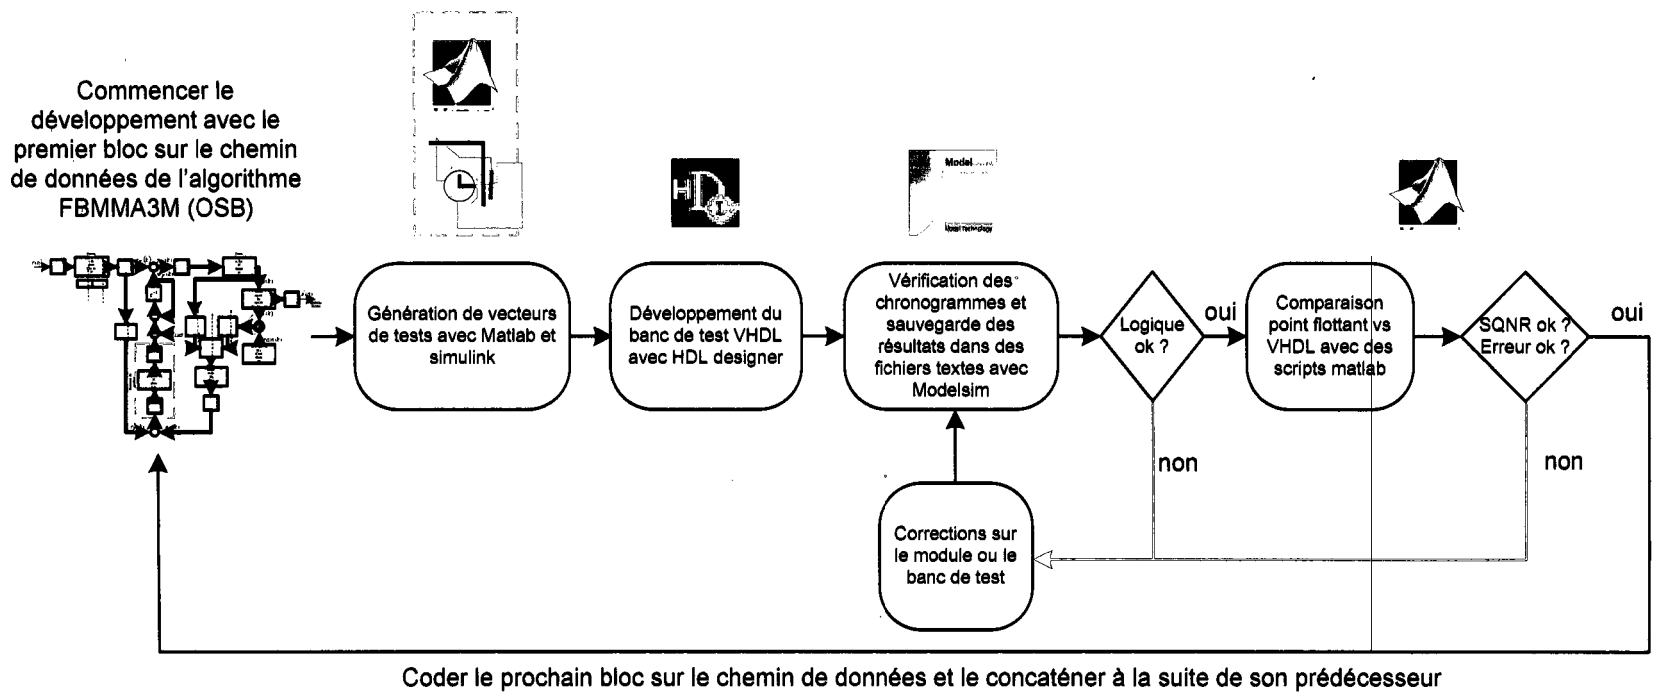 Commencer le
développement avec le
premier bloc sur le chemin
de données de l'algorithme
FBMMA3M (OSB)
Model
Model Technology
Génération de vecteurs
de tests avec Matlab et
simulink
Développement du
banc de test VHDL
avec HDL designer
Vérification des
chronogrammes et
sauvegarde des
résultats dans des
fichiers textes avec
Modelsim
Logique
ok ?
oui
non
Comparaison
point flottant vs
VHDL avec des
scripts matlab
SQNR ok ?
Erreur ok ?
oui
non
Corrections sur
le module ou le
banc de test
Coder le prochain bloc sur le chemin de données et le concaténer à la suite de son prédécesseur